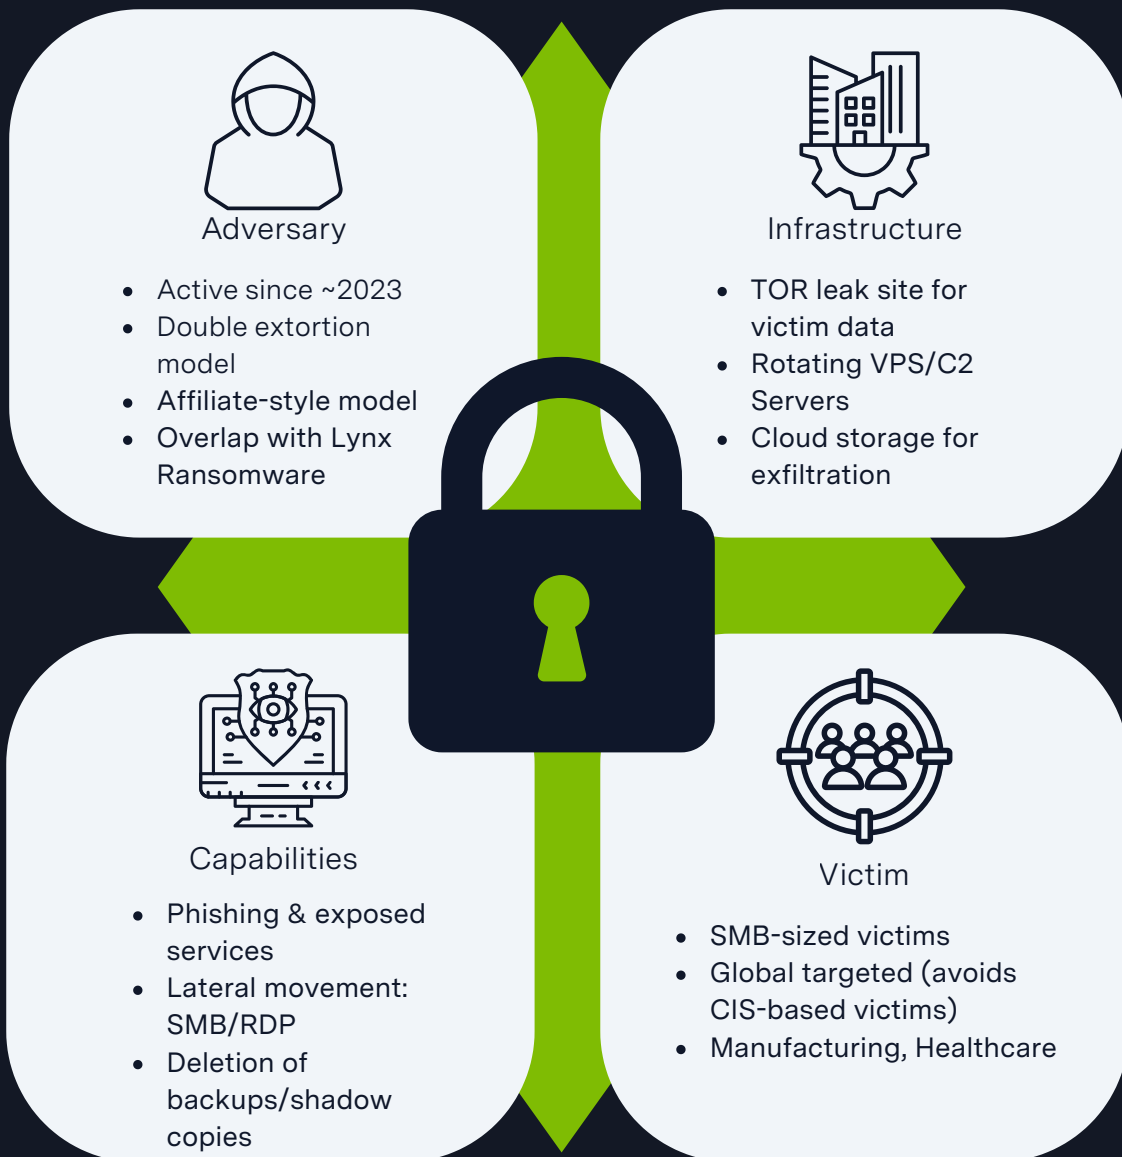 Adversary
• Active since ~2023
• Double extortion
model
• Affiliate-style model
• Overlap with Lynx
Ransomware
Infrastructure
• TOR leak site for
victim data
• Rotating VPS/C2
Servers
• Cloud storage for
exfiltration
Capabilities
• Phishing & exposed
services
• Lateral movement:
SMB/RDP
• Deletion of
backups/shadow
copies
Victim
• SMB-sized victims
• Global targeted (avoids
CIS-based victims)
• Manufacturing, Healthcare